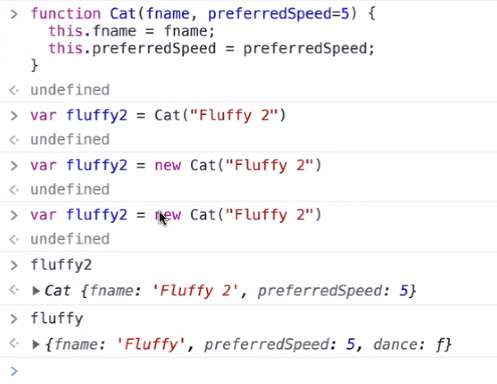 > function Cat(fname, preferredSpeed=5) {
this.fname = fname;
this.preferredSpeed = preferredSpeed;
}
undefined
> var fluffy2 = Cat("Fluffy 2")
undefined
> var fluffy2 = new Cat("Fluffy 2")
undefined
> var fluffy2 = new Cat("Fluffy 2")
undefined
> fluffy2
Cat {fname: 'Fluffy 2', preferredSpeed: 5}
> fluffy
{fname: 'Fluffy', preferredSpeed: 5, dance: ƒ}
>